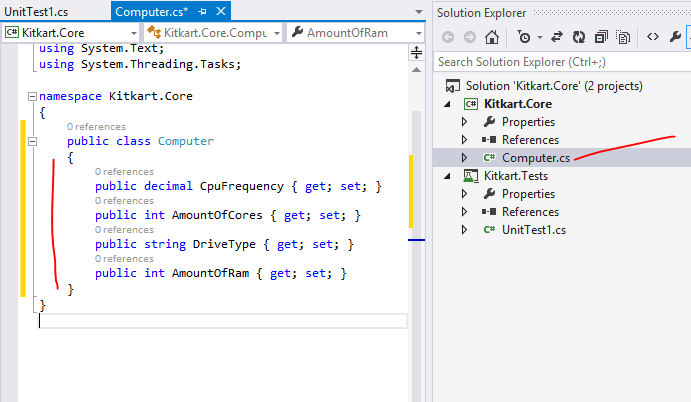 UnitTest1.cs
Computer.cs*
Kitkart.Core
Kitkart.Core.Compu
AmountOfRam
using System.Text;
using System.Threading.Tasks;
namespace Kitkart.Core
{
0 references
public class Computer
{
0 references
public decimal CpuFrequency { get; set; }
0 references
public int AmountOfCores { get; set; }
0 references
public string DriveType { get; set; }
0 references
public int AmountOfRam { get; set; }
}
}
Solution Explorer
Search Solution Explorer (Ctrl+;)
Solution 'Kitkart.Core' (2 projects)
C# Kitkart.Core
Properties
References
C# Computer.cs
Kitkart.Tests
Properties
References
C# UnitTest1.cs